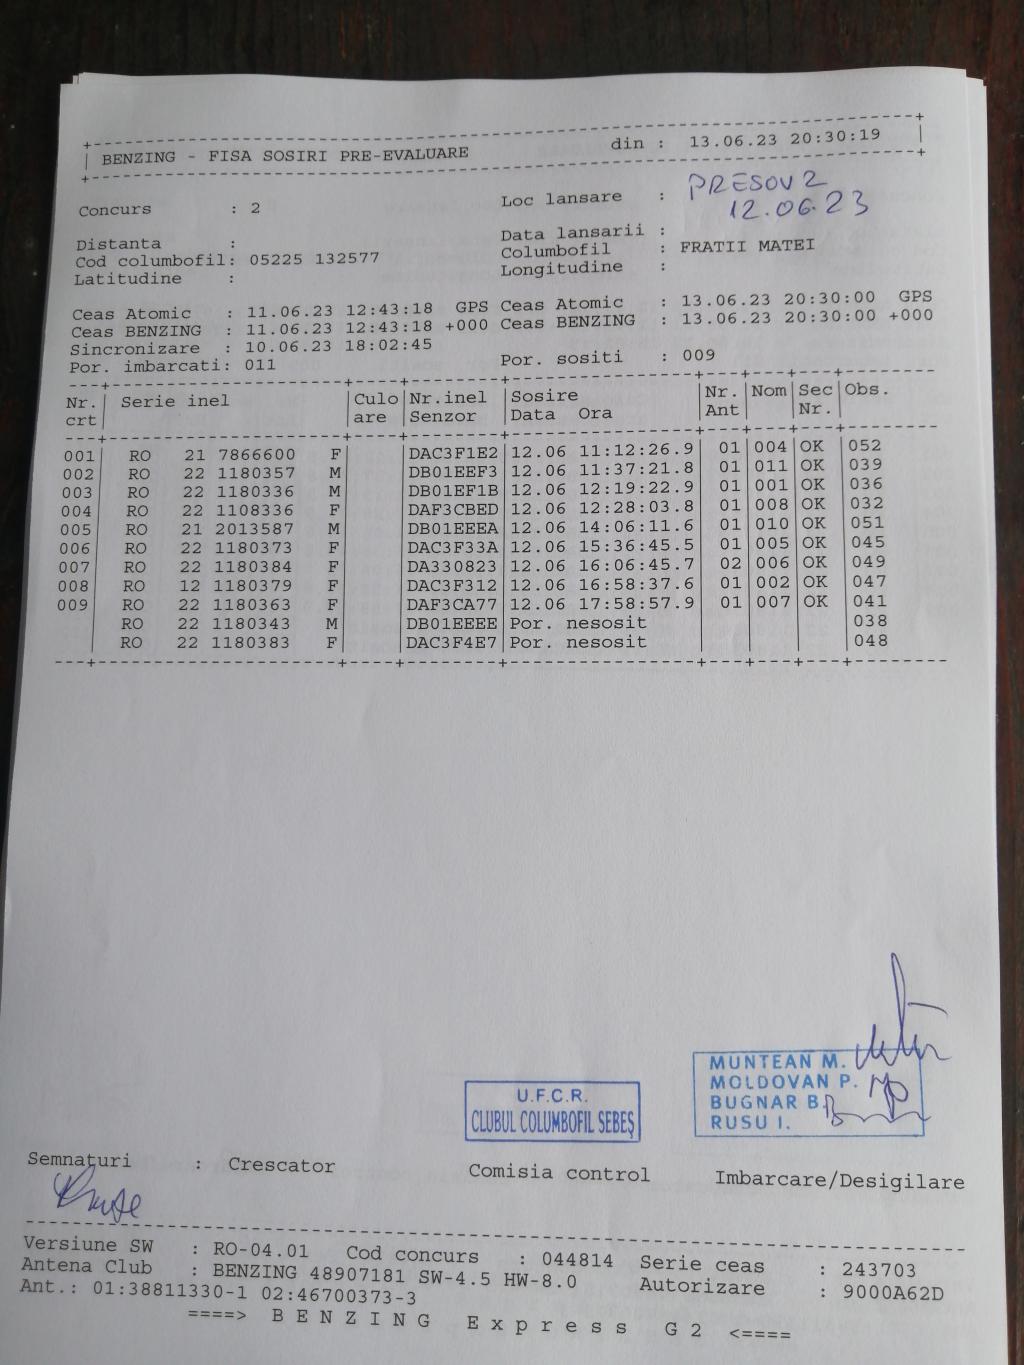 BENZING - FISA SOSIRI PRE-EVALUARE din : 13.06.23 20:30:19
Concurs : 2 Loc lansare : PRESOV 2
12.06.23
Distanta : Data lansarii :
Cod columbofil: 05225 132577 Columbofil : FRATII MATEI
Latitudine : Longitudine :
Ceas Atomic : 11.06.23 12:43:18 GPS Ceas Atomic : 13.06.23 20:30:00 GPS
Ceas BENZING : 11.06.23 12:43:18 +000 Ceas BENZING : 13.06.23 20:30:00 +000
Sincronizare : 10.06.23 18:02:45
Por. imbarcati: 011 Por. sositi : 009
Nr. Serie inel Culo Nr.inel Sosire Nr. Nom Sec Obs.
crt are Senzor Data Ora Ant Nr.
001 RO 21 7866600 F DAC3F1E2 12.06 11:12:26.9 01 004 OK 052
002 RO 22 1180357 M DB01EEF3 12.06 11:37:21.8 01 011 OK 039
003 RO 22 1180336 M DB01EF1B 12.06 12:19:22.9 01 001 OK 036
004 RO 22 1108336 F DAF3CBED 12.06 12:28:03.8 01 008 OK 032
005 RO 21 2013587 M DB01EEEA 12.06 14:06:11.6 01 010 OK 051
006 RO 22 1180373 F DAC3F33A 12.06 15:36:45.5 01 005 OK 045
007 RO 22 1180384 F DA330823 12.06 16:06:45.7 02 006 OK 049
008 RO 12 1180379 F DAC3F312 12.06 16:58:37.6 01 002 OK 047
009 RO 22 1180363 F DAF3CA77 12.06 17:58:57.9 01 007 OK 041
RO 22 1180343 M DB01EEEE Por. nesosit 038
RO 22 1180383 F DAC3F4E7 Por. nesosit 048
MUNTEAN M.
MOLDOVAN P.
BUGNAR B.
RUSU I.
U.F.C.R.
CLUBUL COLUMBOFIL SEBEȘ
Semnaturi : Crescator Comisia control Imbarcare/Desigilare
Versiune SW : RO-04.01 Cod concurs : 044814 Serie ceas : 243703
Antena Club : BENZING 48907181 SW-4.5 HW-8.0 Autorizare : 9000A62D
Ant.: 01:38811330-1 02:46700373-3
====> B E N Z I N G E x p r e s s G 2 <====